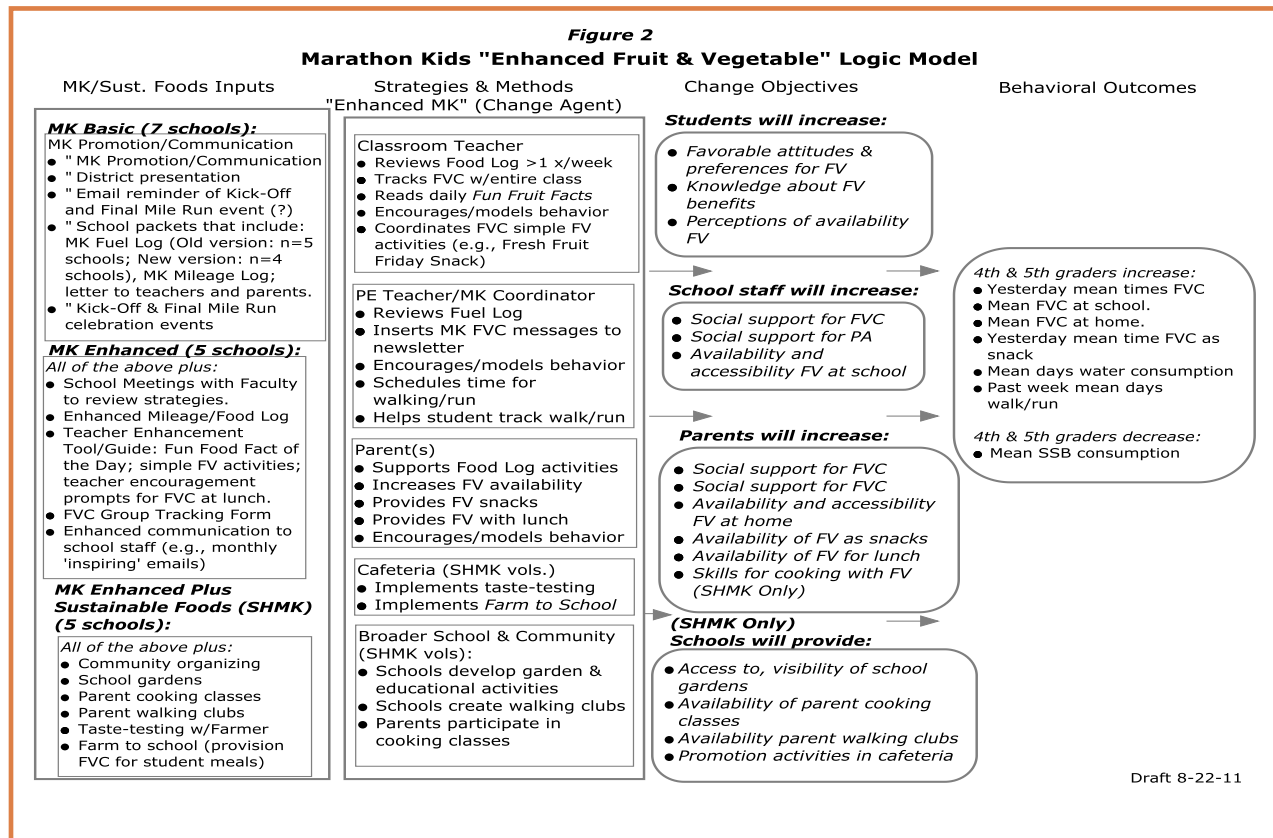 Figure 2
Marathon Kids "Enhanced Fruit & Vegetable" Logic Model
MK/Sust. Foods Inputs
Strategies & Methods
"Enhanced MK" (Change Agent)
Change Objectives
Behavioral Outcomes
MK Basic (7 schools):
MK Promotion/Communication
● " MK Promotion/Communication
● " District presentation
● " Email reminder of Kick-Off
and Final Mile Run event (?)
● " School packets that include:
MK Fuel Log (Old version: n=5
schools; New version: n=4
schools), MK Mileage Log;
letter to teachers and parents.
● " Kick-Off & Final Mile Run
celebration events
MK Enhanced (5 schools):
All of the above plus:
● School Meetings with Faculty
to review strategies.
● Enhanced Mileage/Food Log
● Teacher Enhancement
Tool/Guide: Fun Food Fact of
the Day; simple FV activities;
teacher encouragement
prompts for FVC at lunch.
● FVC Group Tracking Form
● Enhanced communication to
school staff (e.g., monthly
'inspiring' emails)
MK Enhanced Plus
Sustainable Foods (SHMK)
(5 schools):
All of the above plus:
● Community organizing
● School gardens
● Parent cooking classes
● Parent walking clubs
● Taste-testing w/Farmer
● Farm to school (provision
FVC for student meals)
Classroom Teacher
● Reviews Food Log >1 x/week
● Tracks FVC w/entire class
● Reads daily Fun Fruit Facts
● Encourages/models behavior
● Coordinates FVC simple FV
activities (e.g., Fresh Fruit
Friday Snack)
PE Teacher/MK Coordinator
● Reviews Fuel Log
● Inserts MK FVC messages to
newsletter
● Encourages/models behavior
● Schedules time for
walking/run
● Helps student track walk/run
Parent(s)
● Supports Food Log activities
● Increases FV availability
● Provides FV snacks
● Provides FV with lunch
● Encourages/models behavior
Cafeteria (SHMK vols.)
● Implements taste-testing
● Implements Farm to School
Broader School & Community
(SHMK vols):
● Schools develop garden &
educational activities
● Schools create walking clubs
● Parents participate in
cooking classes
Students will increase:
● Favorable attitudes &
preferences for FV
● Knowledge about FV
benefits
● Perceptions of availability
FV
School staff will increase:
● Social support for FVC
● Social support for PA
● Availability and
accessibility FV at school
Parents will increase:
● Social support for FVC
● Social support for FVC
● Availability and accessibility
FV at home
● Availability of FV as snacks
● Availability of FV for lunch
● Skills for cooking with FV
(SHMK Only)
(SHMK Only)
Schools will provide:
● Access to, visibility of school
gardens
● Availability of parent cooking
classes
● Availability parent walking clubs
● Promotion activities in cafeteria
4th & 5th graders increase:
● Yesterday mean times FVC
● Mean FVC at school.
● Mean FVC at home.
● Yesterday mean time FVC as
snack
● Mean days water consumption
● Past week mean days
walk/run
4th & 5th graders decrease:
● Mean SSB consumption
Draft 8-22-11